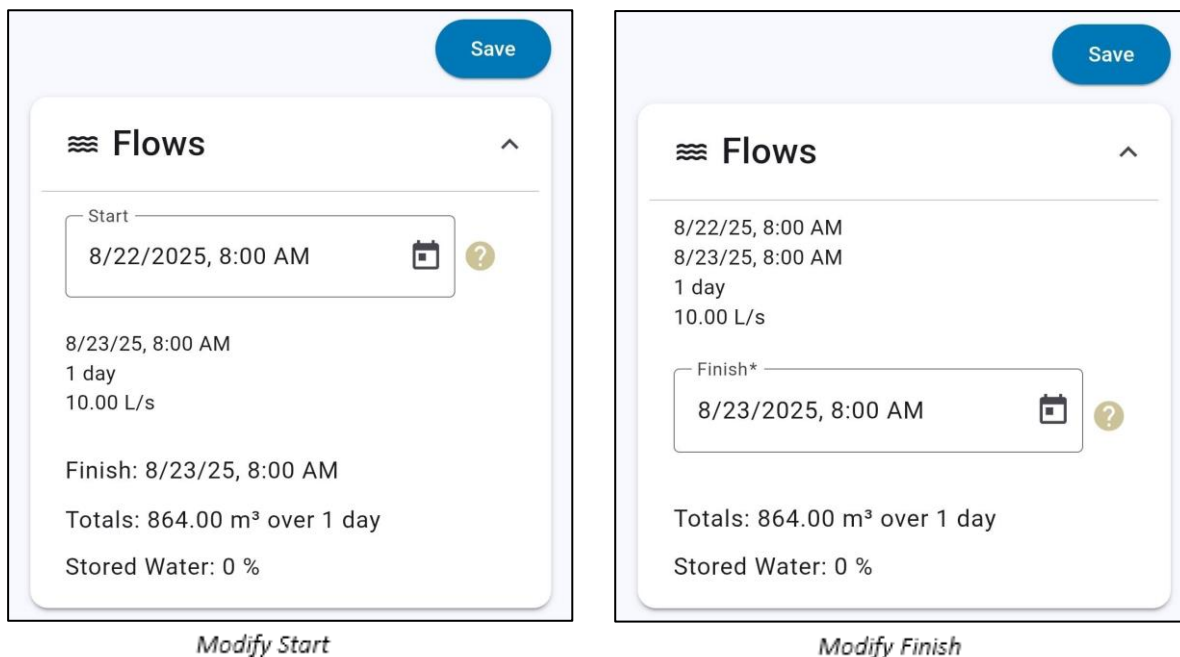 Save
Flows
Start
8/22/2025, 8:00 AM
?
8/23/25, 8:00 AM
1 day
10.00 L/s
Finish: 8/23/25, 8:00 AM
Totals: 864.00 m³ over 1 day
Stored Water: 0 %
Modify Start
Save
Flows
8/22/25, 8:00 AM
8/23/25, 8:00 AM
1 day
10.00 L/s
Finish*
8/23/2025, 8:00 AM
?
Totals: 864.00 m³ over 1 day
Stored Water: 0 %
Modify Finish